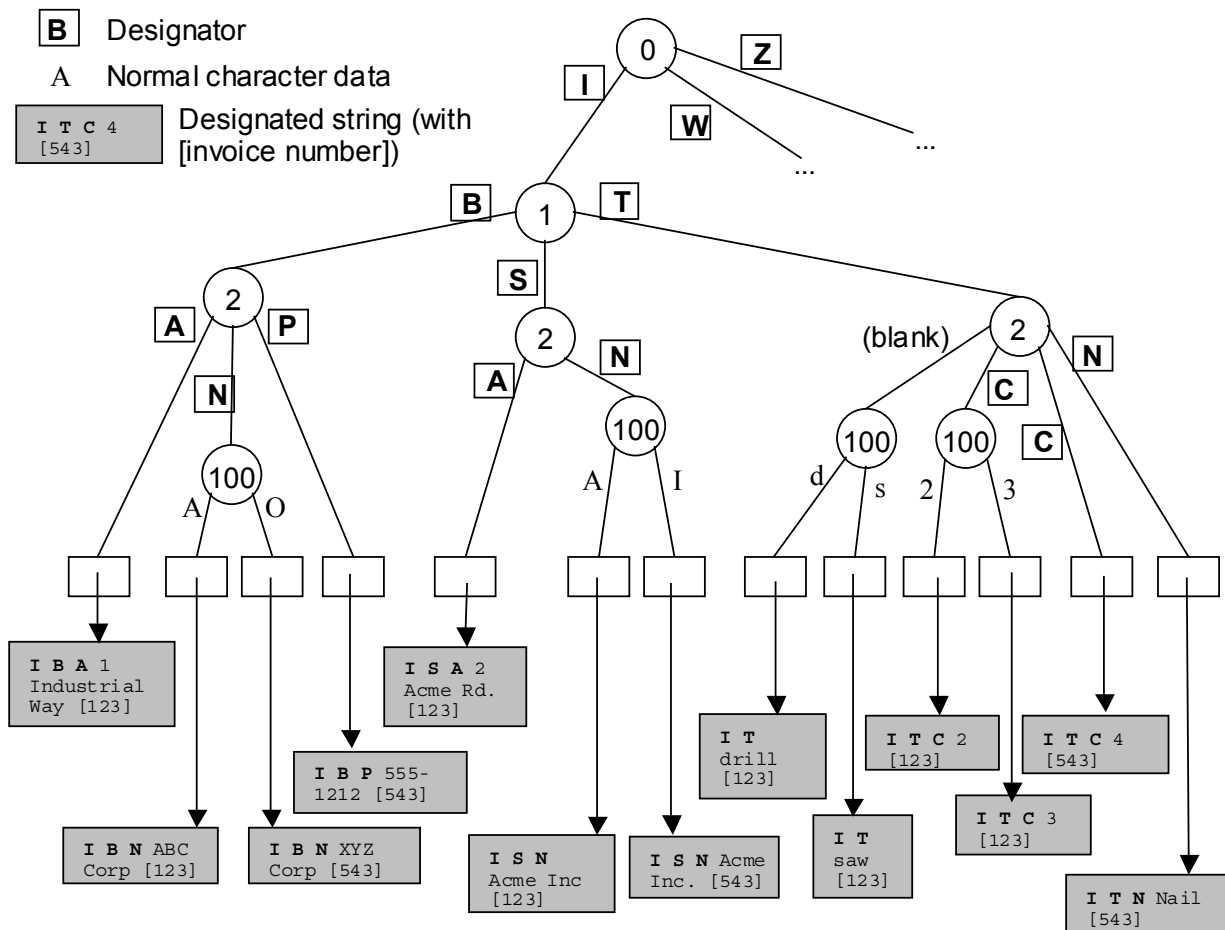 B Designator
A Normal character data
I T C 4
[543]
Designated string (with
[invoice number])
0
I
W
Z
...
...
1
B
S
T
2
A
N
P
100
A
O
2
A
N
100
A
I
2
(blank)
C
C
N
100
d
s
100
2
3
I B A 1
Industrial
Way [123]
I B N ABC
Corp [123]
I B N XYZ
Corp [543]
I B P 555-
1212 [543]
I S A 2
Acme Rd.
[123]
I S N
Acme Inc
[123]
I S N Acme
Inc. [543]
I T
drill
[123]
I T
saw
[123]
I T C 2
[123]
I T C 3
[123]
I T C 4
[543]
I T N Nail
[543]